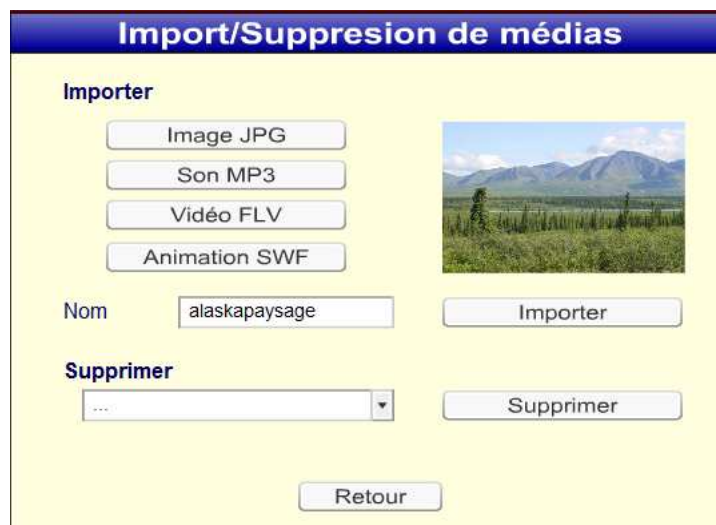 Import/Suppresion de médias
Importer
Image JPG
Son MP3
Vidéo FLV
Animation SWF
Nom alaskapaysage Importer
Supprimer
... Supprimer
Retour